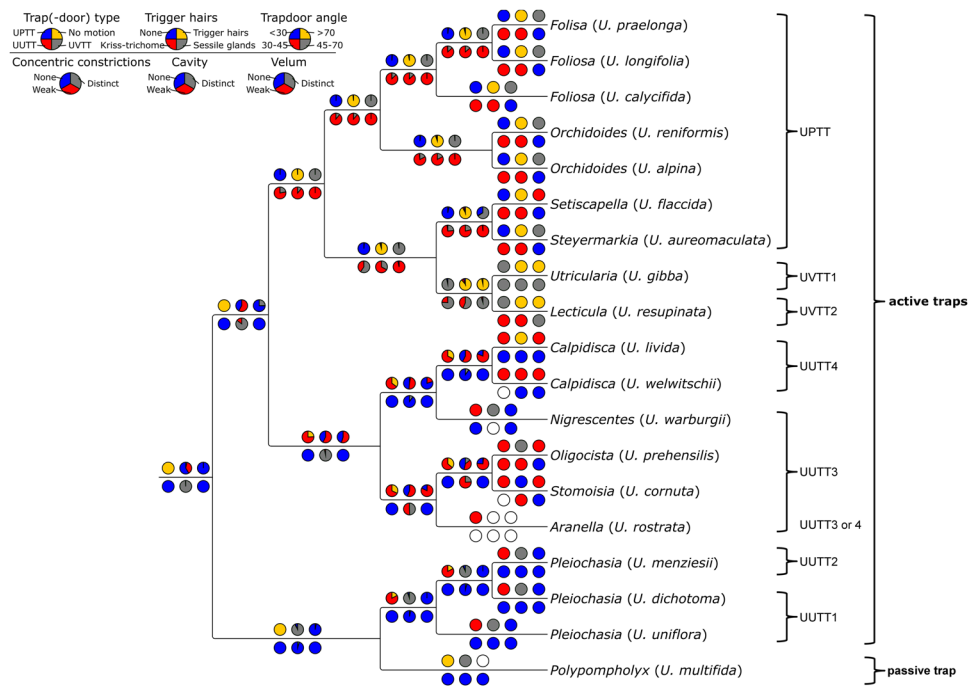 Trap(-door) type
Trigger hairs
Trapdoor angle
UPTT
No motion
None
Trigger hairs
<30
>70
UUTT
UVTT
Kriss-trichome
Sessile glands
30-45
45-70
Concentric constrictions
Cavity
Velum
None
Weak
Distinct
None
Weak
Distinct
None
Weak
Distinct
Folisa (U. praelonga)
Foliosa (U. longifolia)
Foliosa (U. calycifida)
Orchidoides (U. reniformis)
Orchidoides (U. alpina)
Setiscapella (U. flaccida)
Steyermarkia (U. aureomaculata)
Utricularia (U. gibba)
Lecticula (U. resupinata)
Calpidisca (U. livida)
Calpidisca (U. welwitschii)
Nigrescentes (U. warburgii)
Oligocista (U. prehensilis)
Stomoisia (U. cornuta)
Aranella (U. rostrata)
Pleiochasia (U. menziesii)
Pleiochasia (U. dichotoma)
Pleiochasia (U. uniflora)
Polypompholyx (U. multifida)
UPTT
UVTT1
UVTT2
UUTT4
UUTT3
UUTT3 or 4
UUTT2
UUTT1
active traps
passive trap